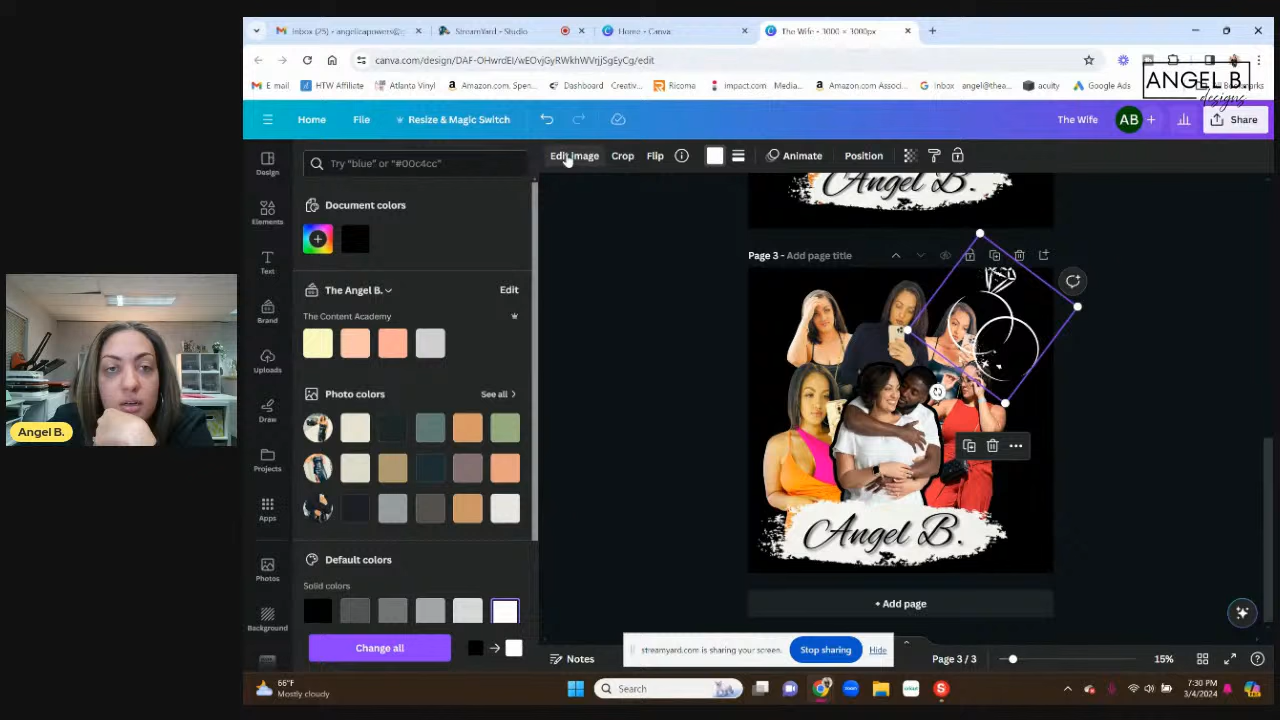 Inbox (25) - angelicapowers@c
StreamYard - Studio
Home - Canva
The Wife - 3000 × 3000px
canva.com/design/DAF-OHwrdEI/wEOvjGyRWkhWVrjjSgEyCg/edit
E mail
HTW Affiliate
Atlanta Vinyl
Amazon.com. Spen...
Dashboard Creativ...
Ricoma
impact.com Media...
Amazon.com Associ...
Inbox angel@thea...
acuity
Google Ads
ANGEL B.
designs
Home
File
Resize & Magic Switch
The Wife
AB
Share
Design
Elements
Text
Brand
Uploads
Draw
Projects
Apps
Photos
Background
Try "blue" or "#00c4cc"
Document colors
The Angel B.
Edit
The Content Academy
Photo colors
See all
Default colors
Solid colors
Change all
Edit image
Crop
Flip
Animate
Position
Angel B.
Page 3 - Add page title
Angel B.
+ Add page
streamyard.com is sharing your screen.
Stop sharing
Hide
Notes
Page 3 / 3
15%
Angel B.
66°F
Mostly cloudy
Search
7:30 PM
3/4/2024